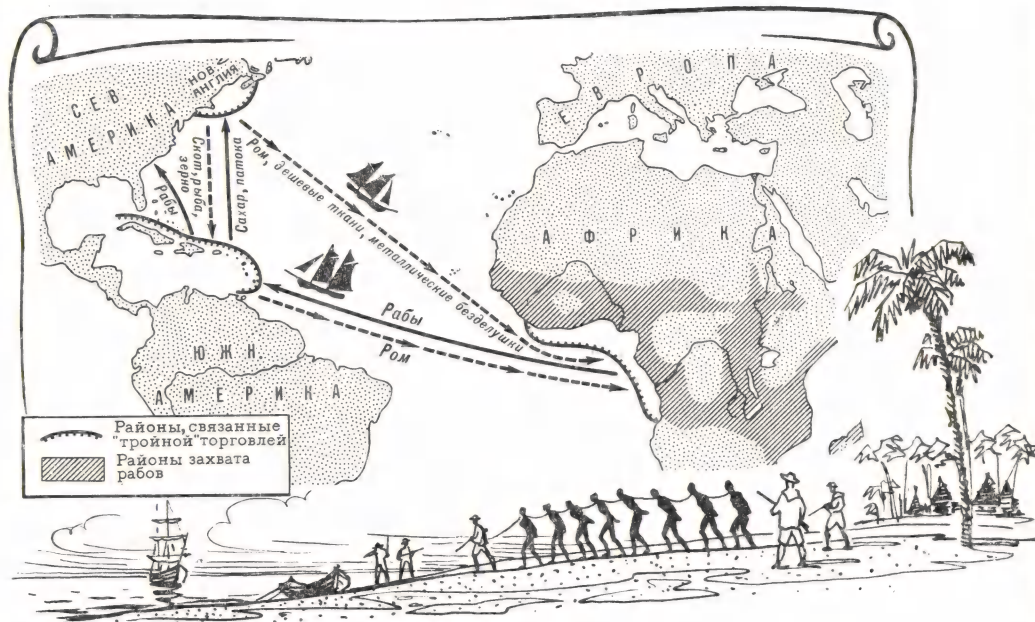 НОВ.
АНГЛИЯ
СЕВ.
АМЕРИКА
ЕВРОПА
Скот, рыба,
зерно
Сахар, патока
Рабы
Ром, дешевые ткани, металлические безделушки
АФРИКА
Рабы
Ром
ЮЖН.
АМЕРИКА
Районы, связанные
"тройной" торговлей
Районы захвата
рабов